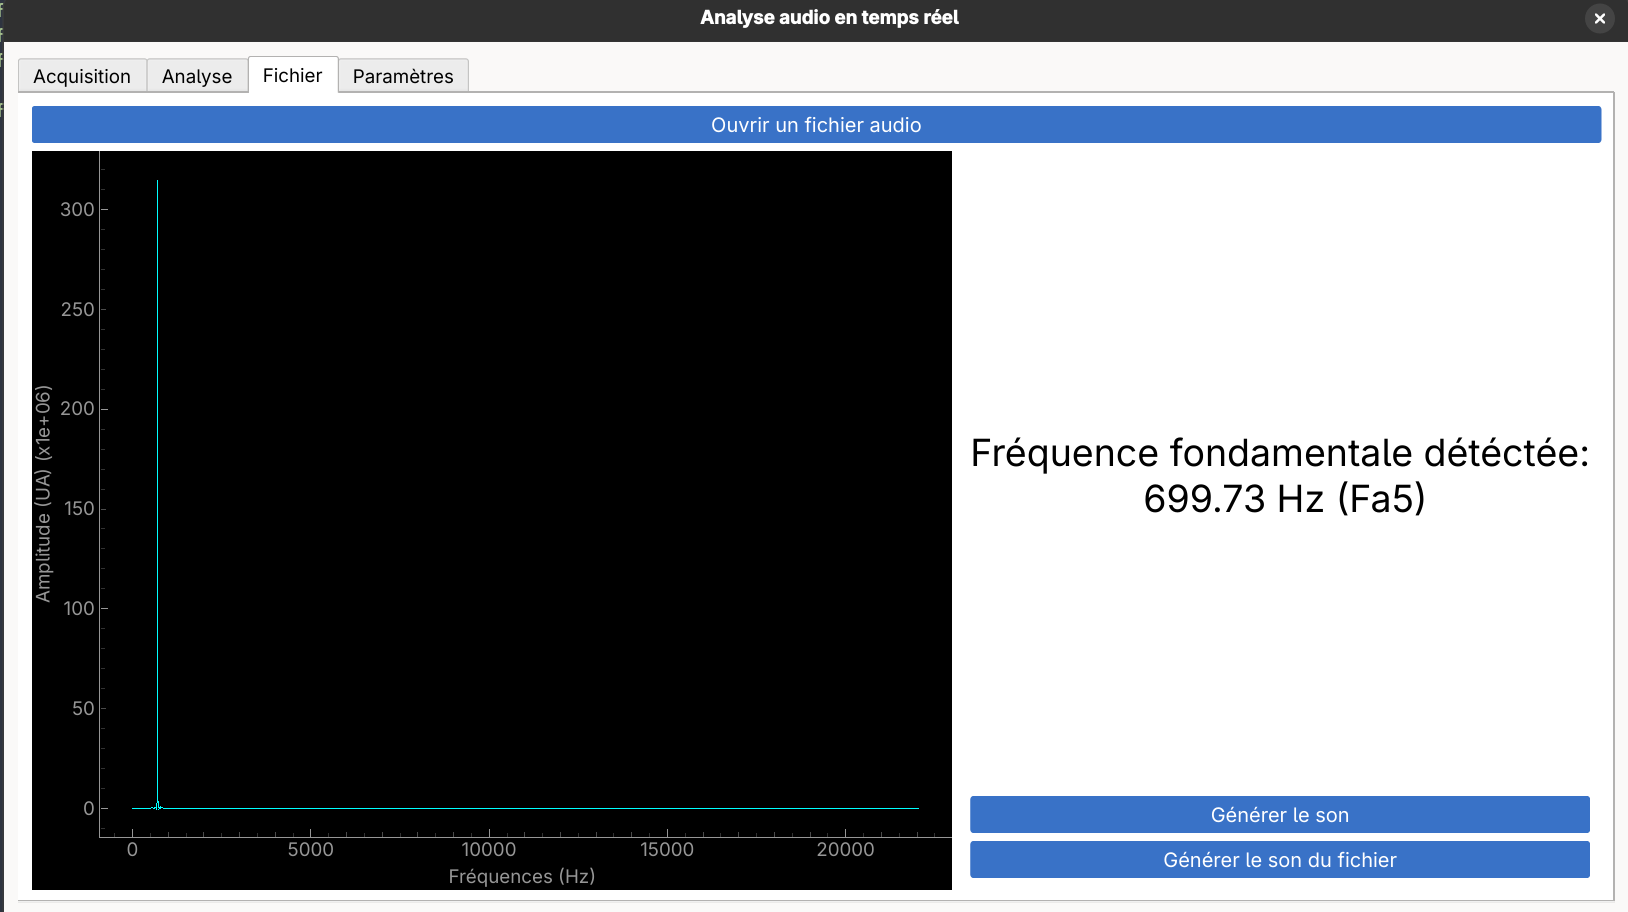 Analyse audio en temps réel
Acquisition
Analyse
Fichier
Paramètres
Ouvrir un fichier audio
300
250
200
150
100
50
0
Amplitude (UA) (x1e+06)
0
5000
10000
15000
20000
Fréquences (Hz)
Fréquence fondamentale détéctée:
699.73 Hz (Fa5)
Générer le son
Générer le son du fichier